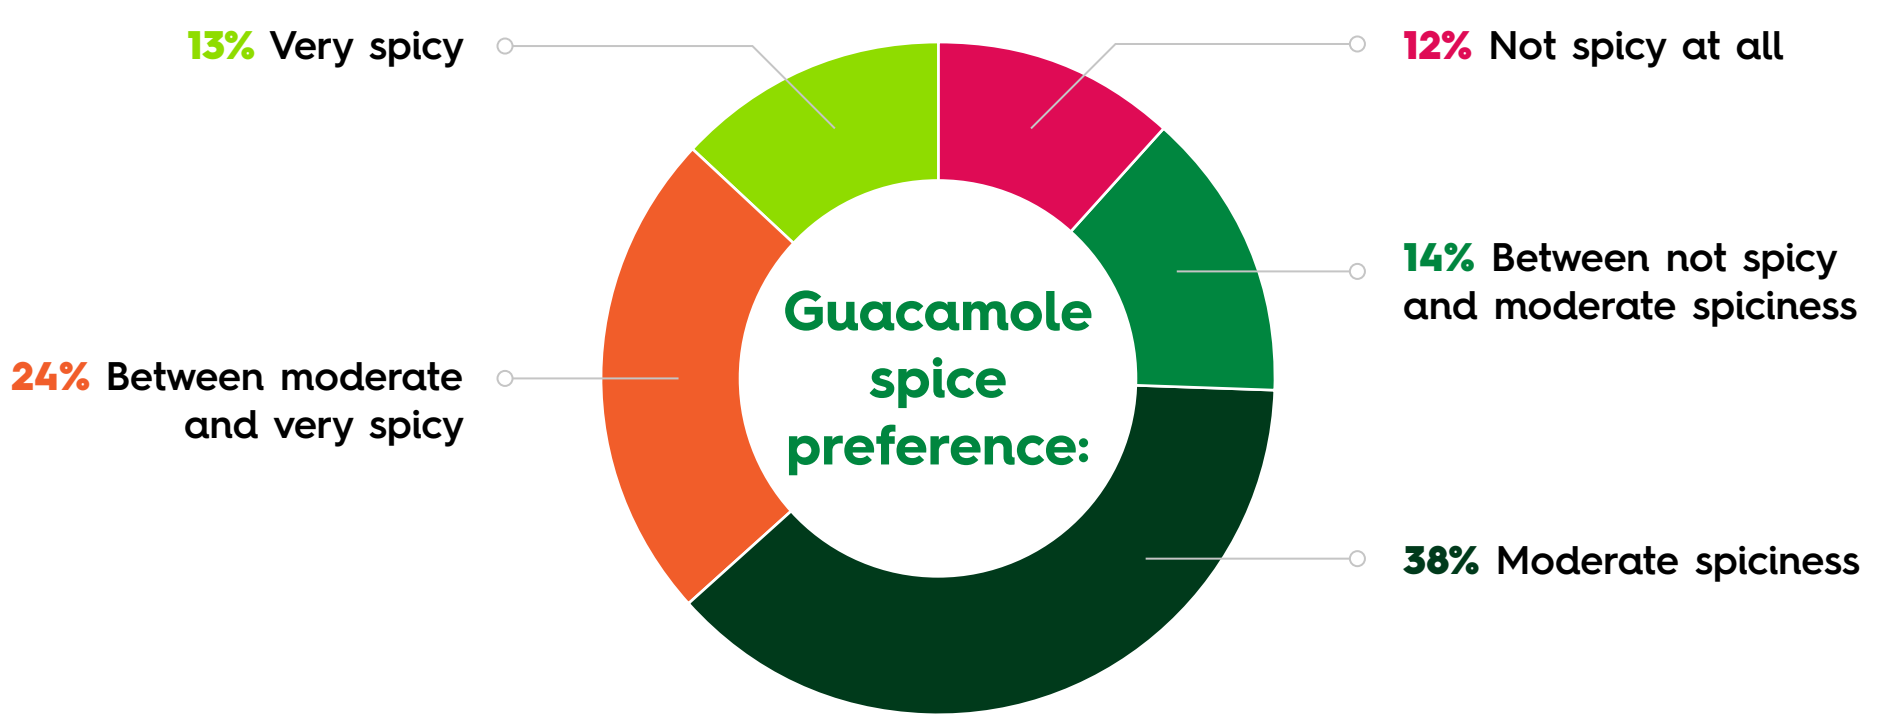 13% Very spicy
12% Not spicy at all
14% Between not spicy
and moderate spiciness
Guacamole
spice
preference:
24% Between moderate
and very spicy
38% Moderate spiciness